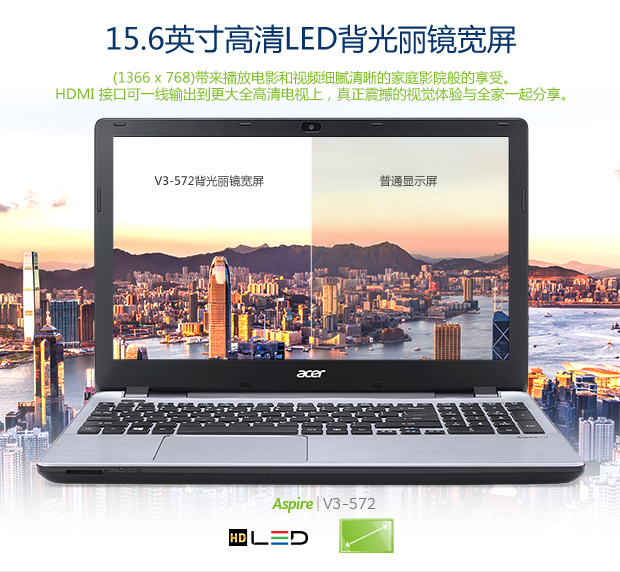 15.6英寸高清LED背光丽镜宽屏
(1366 x 768)带来播放电影和视频细腻清晰的家庭影院般的享受。
HDMI 接口可一线输出到更大全高清电视上，真正震撼的视觉体验与全家一起分享。
V3-572背光丽镜宽屏
普通显示屏
acer
Aspire V3
Aspire | V3-572
HD LED